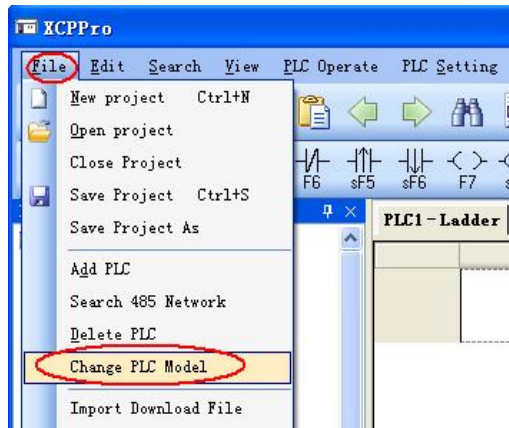 XCPPro
File Edit Search View PLC Operate PLC Setting
New project Ctrl+N
Open project
Close Project
Save Project Ctrl+S
Save Project As
Add PLC
Search 485 Network
Delete PLC
Change PLC Model
Import Download File
F6 sF5 sF6 F7
PLC1-Ladder